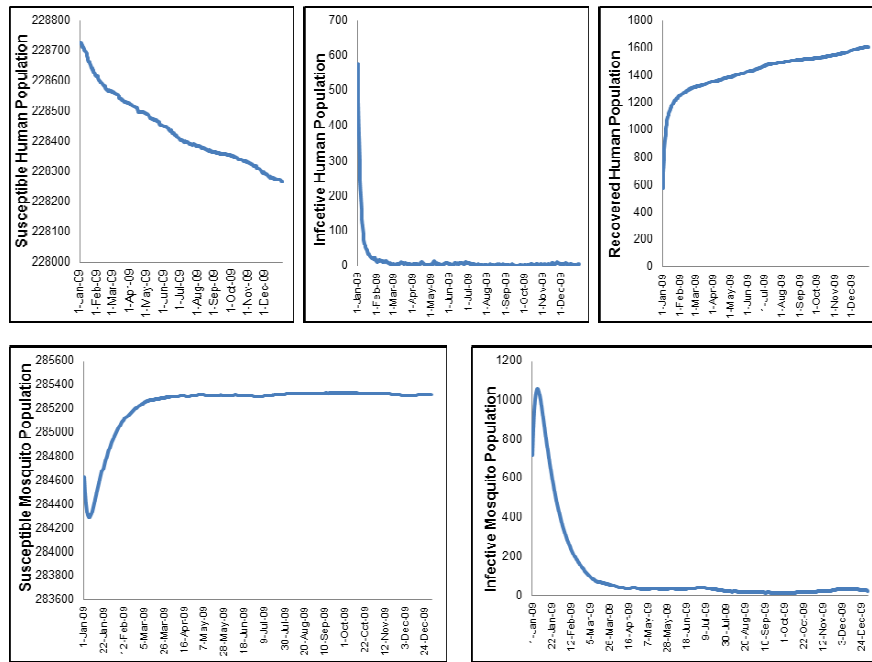 Susceptible Human Population
228800
228700
228600
228500
228400
228300
228200
228100
228000
1-Jan-09
1-Feb-09
1-Mar-09
1-Apr-09
1-May-09
1-Jun-09
1-Jul-09
1-Aug-09
1-Sep-09
1-Oct-09
1-Nov-09
1-Dec-09
Infcetive Human Population
700
600
500
400
300
200
100
0
1-Jan-09
1-Feb-09
1-Mar-09
1-Apr-09
1-May-09
1-Jun-09
1-Jul-09
1-Aug-09
1-Sep-09
1-Oct-09
1-Nov-09
1-Dec-09
Recovered Human Population
1800
1600
1400
1200
1000
800
600
400
200
0
1-Jan-09
1-Feb-09
1-Mar-09
1-Apr-09
1-May-09
1-Jun-09
1-Jul-09
1-Aug-09
1-Sep-09
1-Oct-09
1-Nov-09
1-Dec-09
Susceptible Mosquito Population
285600
285400
285200
285000
284800
284600
284400
284200
284000
283800
283600
1-Jan-09
22-Jan-09
12-Feb-09
5-Mar-09
26-Mar-09
16-Apr-09
7-May-09
28-May-09
18-Jun-09
9-Jul-09
30-Jul-09
20-Aug-09
10-Sep-09
1-Oct-09
22-Oct-09
12-Nov-09
3-Dec-09
24-Dec-09
Infective Mosquito Population
1200
1000
800
600
400
200
0
1-Jan-09
22-Jan-09
12-Feb-09
5-Mar-09
26-Mar-09
16-Apr-09
7-May-09
28-May-09
18-Jun-09
9-Jul-09
30-Jul-09
20-Aug-09
10-Sep-09
1-Oct-09
22-Oct-09
12-Nov-09
3-Dec-09
24-Dec-09